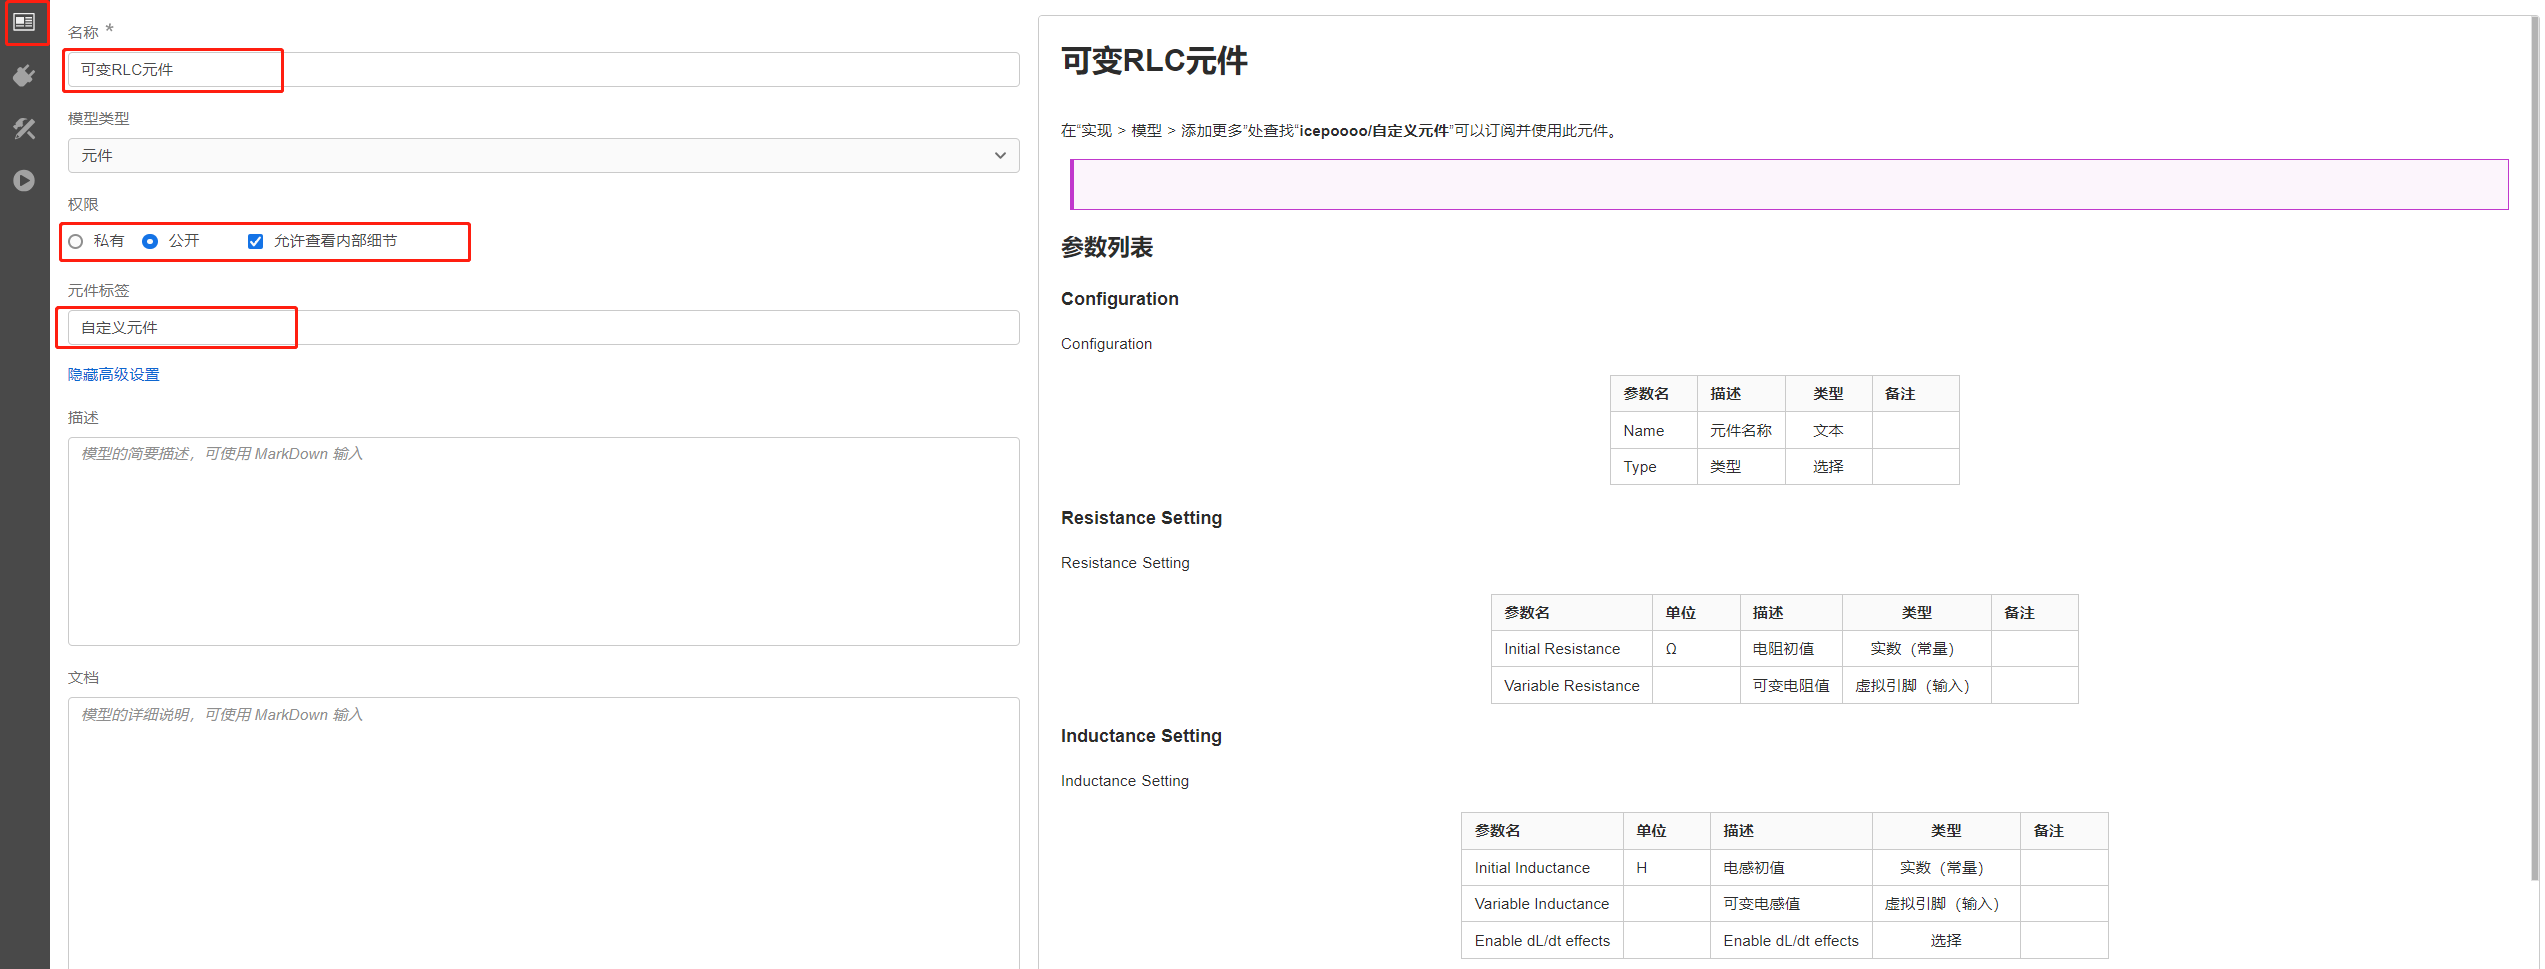 名称 *
可变RLC元件
模型类型
元件
权限
私有 公开 允许查看内部细节
元件标签
自定义元件
隐藏高级设置
描述
模型的简要描述，可使用 MarkDown 输入
文档
模型的详细说明，可使用 MarkDown 输入
可变RLC元件
在“实现 > 模型 > 添加更多”处查找“icepoooo/自定义元件”可以订阅并使用此元件。
参数列表
Configuration
Configuration
参数名 描述 类型 备注
Name 元件名称 文本
Type 类型 选择
Resistance Setting
Resistance Setting
参数名 单位 描述 类型 备注
Initial Resistance Ω 电阻初值 实数（常量）
Variable Resistance 可变电阻值 虚拟引脚（输入）
Inductance Setting
Inductance Setting
参数名 单位 描述 类型 备注
Initial Inductance H 电感初值 实数（常量）
Variable Inductance 可变电感值 虚拟引脚（输入）
Enable dL/dt effects Enable dL/dt effects 选择